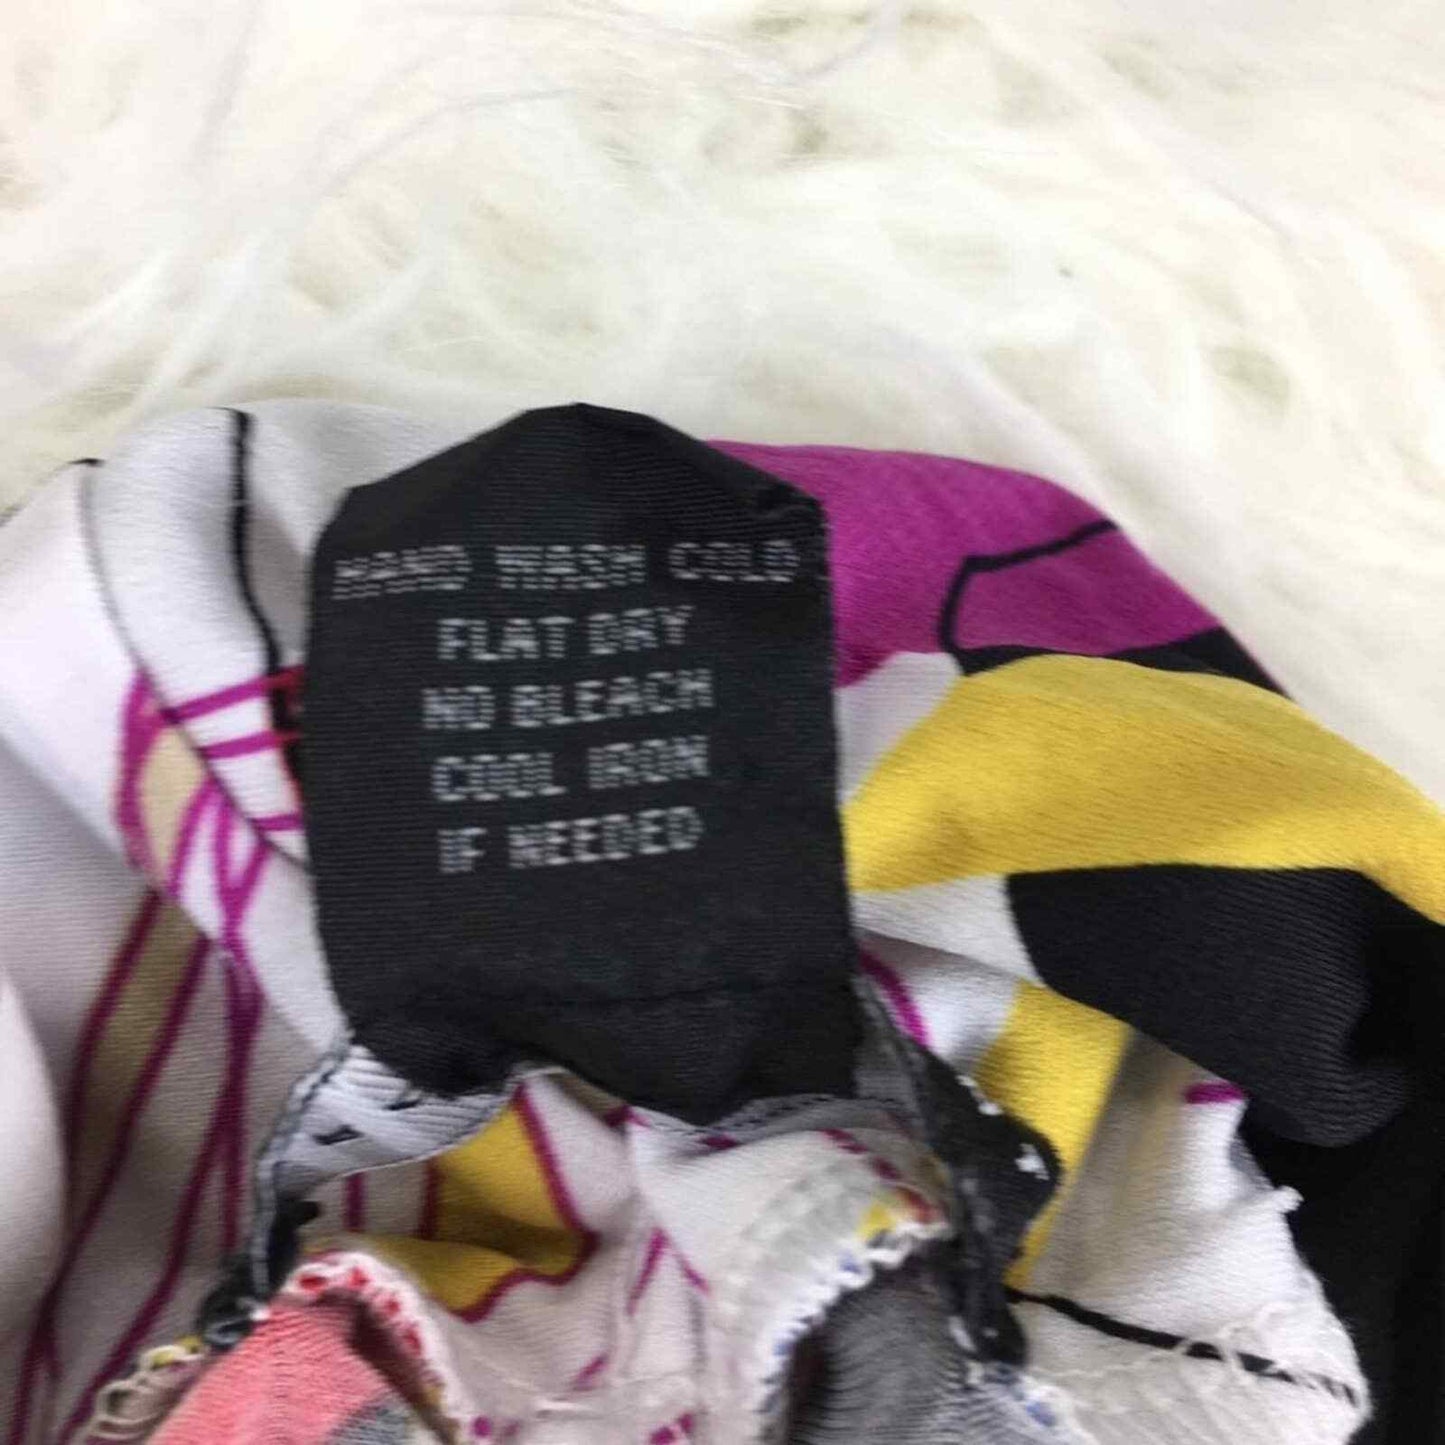 HAND WASH COLD
FLAT DRY
NO BLEACH
COOL IRON
IF NEEDED